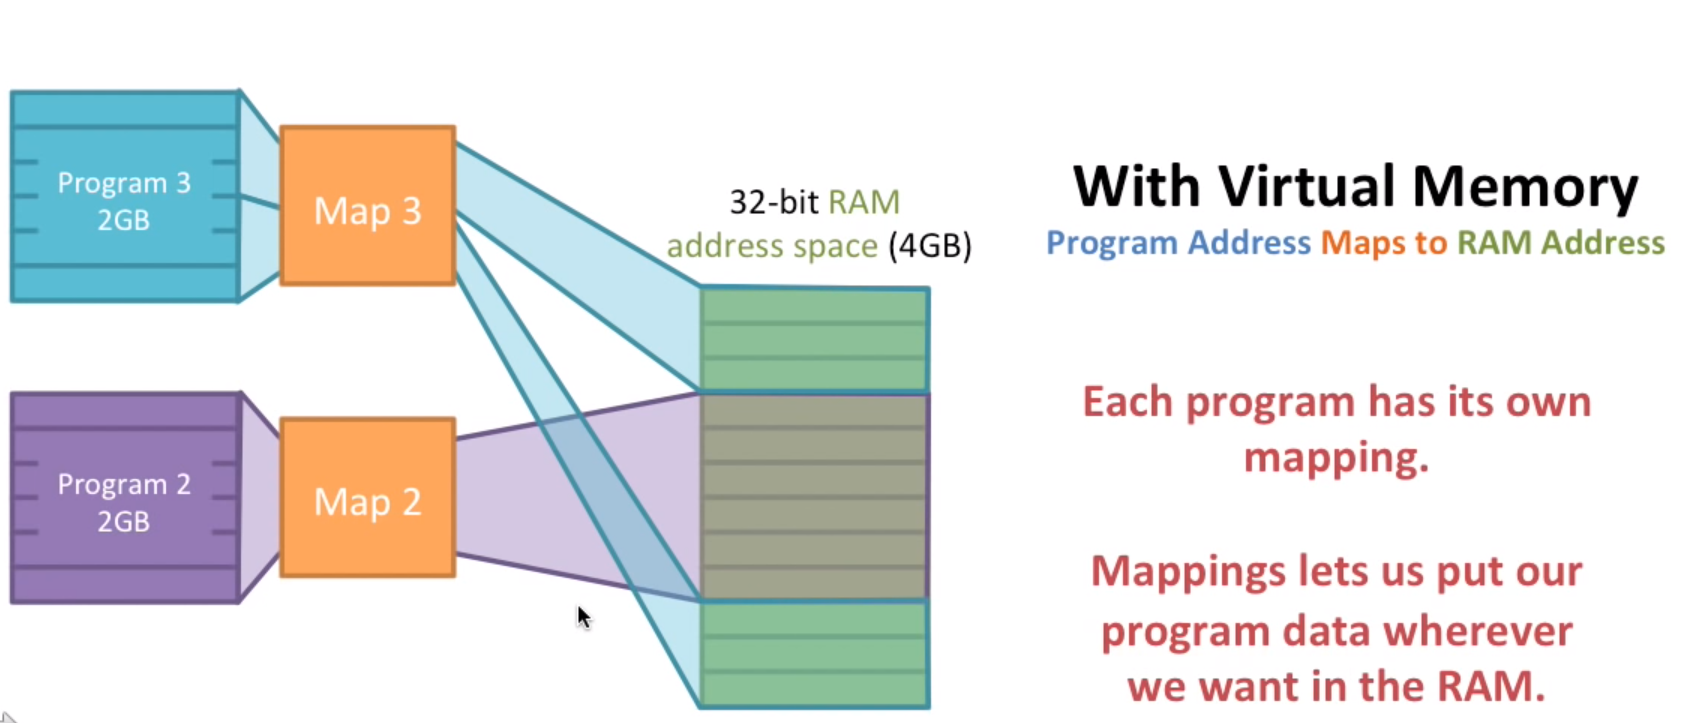 Program 3
2GB
Map 3
Program 2
2GB
Map 2
32-bit RAM
address space (4GB)
With Virtual Memory
Program Address Maps to RAM Address
Each program has its own
mapping.
Mappings lets us put our
program data wherever
we want in the RAM.